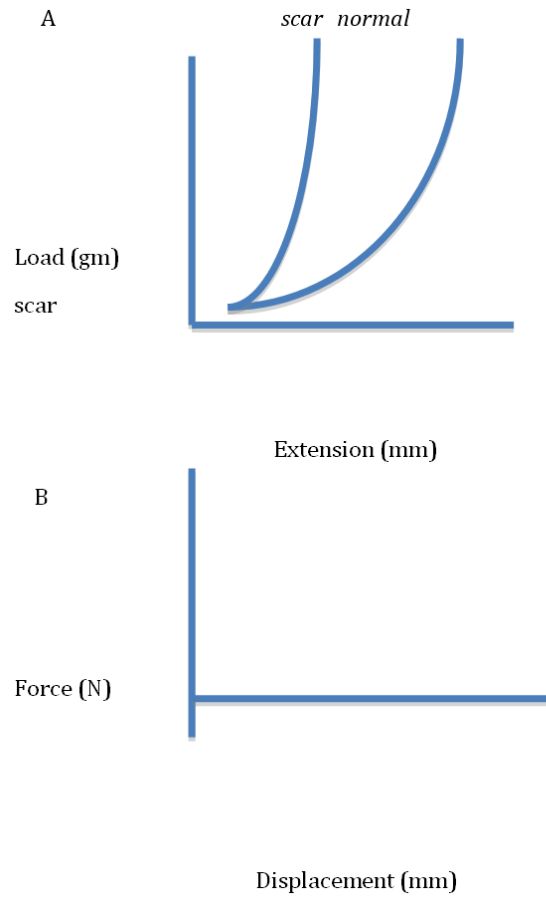 A
scar normal
Load (gm)
scar
Extension (mm)
B
Force (N)
Displacement (mm)